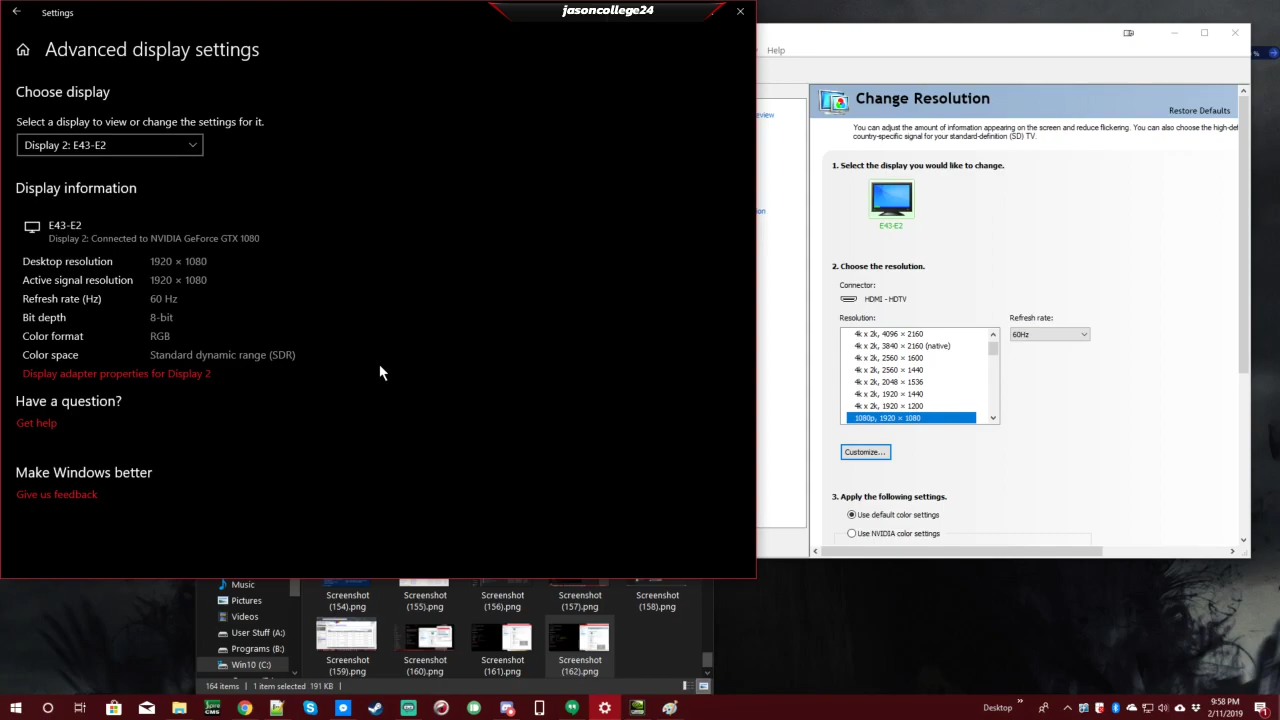 Settings
jasoncollege24
Advanced display settings
Choose display
Select a display to view or change the settings for it.
Display 2: E43-E2
Display information
E43-E2
Display 2: Connected to NVIDIA GeForce GTX 1080
Desktop resolution 1920 × 1080
Active signal resolution 1920 × 1080
Refresh rate (Hz) 60 Hz
Bit depth 8-bit
Color format RGB
Color space Standard dynamic range (SDR)
Display adapter properties for Display 2
Have a question?
Get help
Make Windows better
Give us feedback
Help
Change Resolution
Restore Defaults
You can adjust the amount of information appearing on the screen and reduce flickering. You can also choose the high-def
country-specific signal for your standard-definition (SD) TV.
1. Select the display you would like to change.
E43-E2
2. Choose the resolution.
Connector:
HDMI - HDTV
Resolution:
Refresh rate:
4k x 2k, 4096 × 2160
60Hz
4k x 2k, 3840 × 2160 (native)
4k x 2k, 2560 × 1600
4k x 2k, 2560 × 1440
4k x 2k, 2048 × 1536
4k x 2k, 1920 × 1440
4k x 2k, 1920 × 1200
1080p, 1920 × 1080
Customize...
3. Apply the following settings.
Use default color settings
Use NVIDIA color settings
Music
Pictures
Videos
User Stuff (A:)
Programs (B:)
Win10 (C:)
Screenshot (154).png
Screenshot (155).png
Screenshot (156).png
Screenshot (157).png
Screenshot (158).png
Screenshot (159).png
Screenshot (160).png
Screenshot (161).png
Screenshot (162).png
164 items 1 item selected 191 KB
Desktop
9:58 PM
2/11/2019